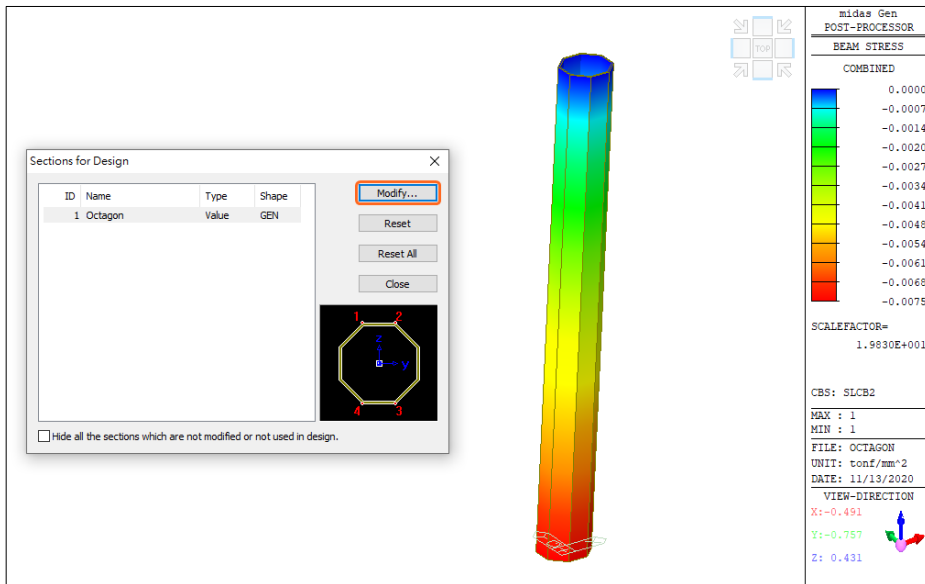 Sections for Design
ID Name Type Shape
1 Octagon Value GEN
Modify...
Reset
Reset All
Close
1 2
z
y
4 3
Hide all the sections which are not modified or not used in design.
TOP
midas Gen
POST-PROCESSOR
BEAM STRESS
COMBINED
0.0000
-0.0007
-0.0014
-0.0020
-0.0027
-0.0034
-0.0041
-0.0048
-0.0054
-0.0061
-0.0068
-0.0075
SCALEFACTOR=
1.9830E+001
CBS: SLCB2
MAX : 1
MIN : 1
FILE: OCTAGON
UNIT: tonf/mm^2
DATE: 11/13/2020
VIEW-DIRECTION
X:-0.491
Y:-0.757
Z: 0.431